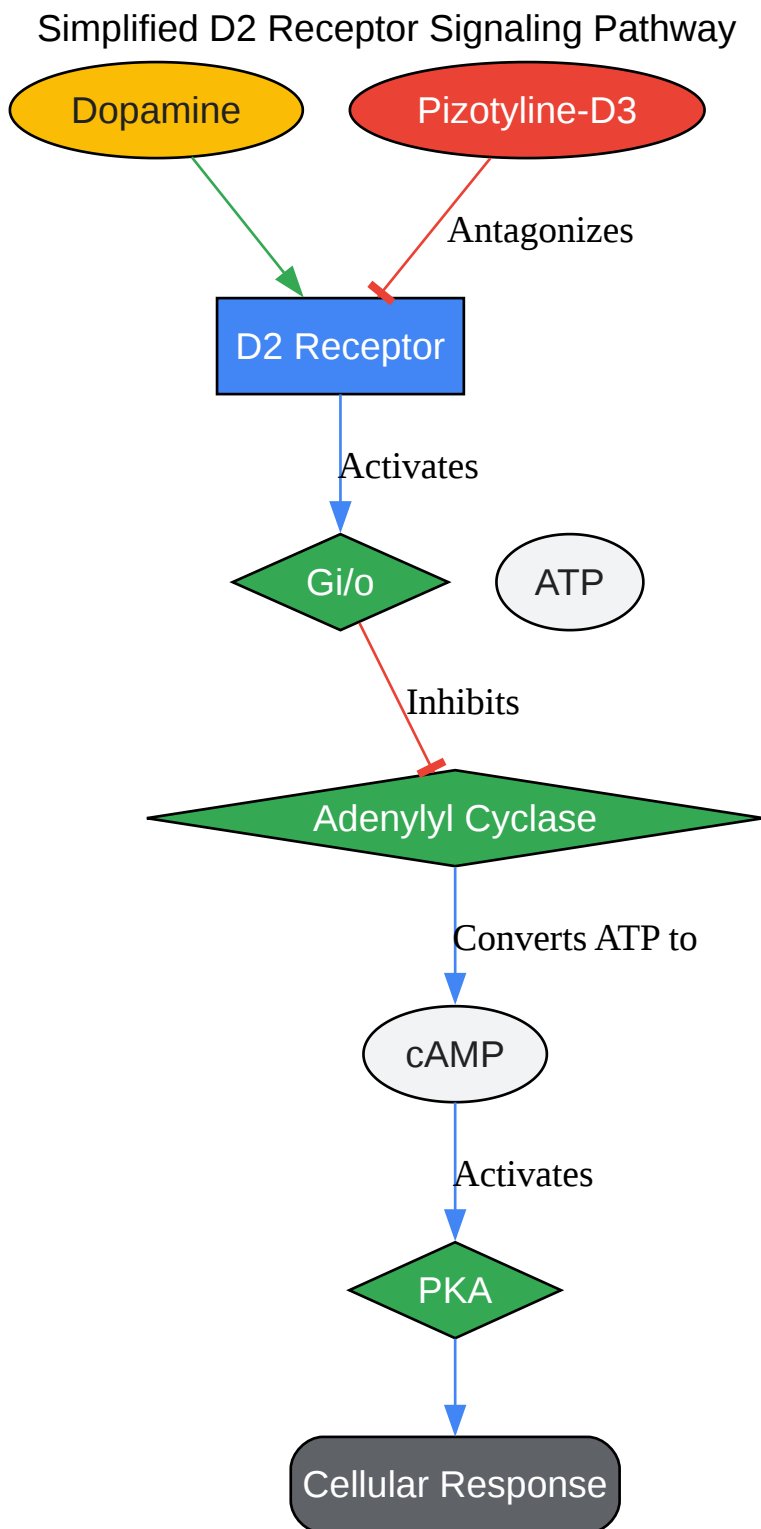 Simplified D2 Receptor Signaling Pathway
Dopamine
Pizotyline-D3
Antagonizes
D2 Receptor
Activates
Gi/o
ATP
Inhibits
Adenylyl Cyclase
Converts ATP to
cAMP
Activates
PKA
Cellular Response